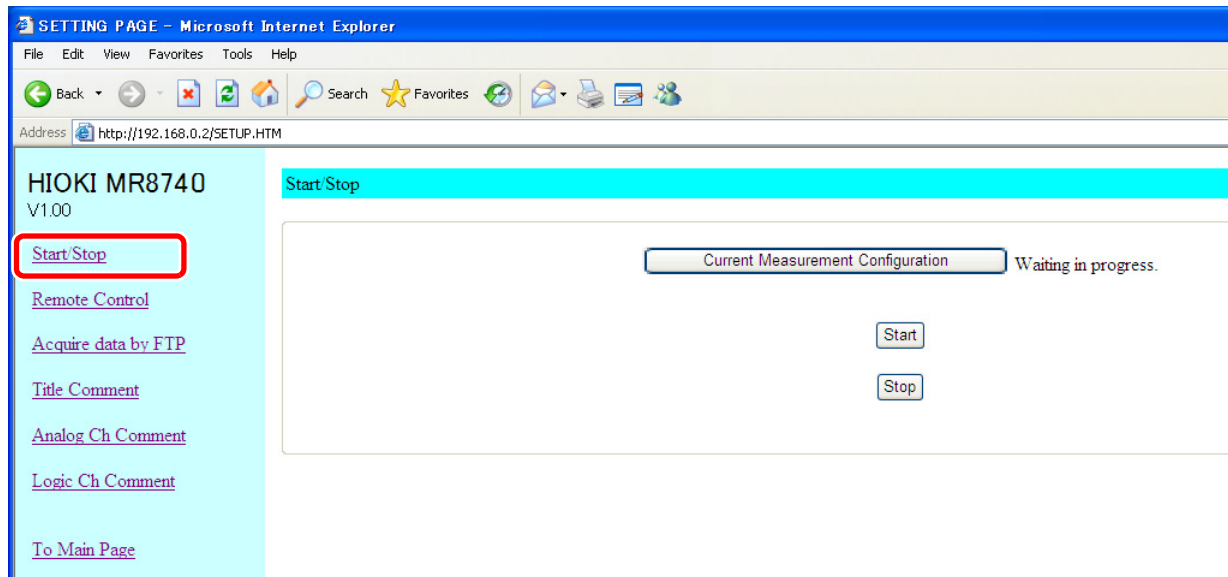 SETTING PAGE - Microsoft Internet Explorer
File Edit View Favorites Tools Help
Back Search Favorites
Address http://192.168.0.2/SETUP.HTM
HIOKI MR8740
V1.00
Start/Stop
Remote Control
Acquire data by FTP
Title Comment
Analog Ch Comment
Logic Ch Comment
To Main Page
Start/Stop
Current Measurement Configuration Waiting in progress.
Start
Stop